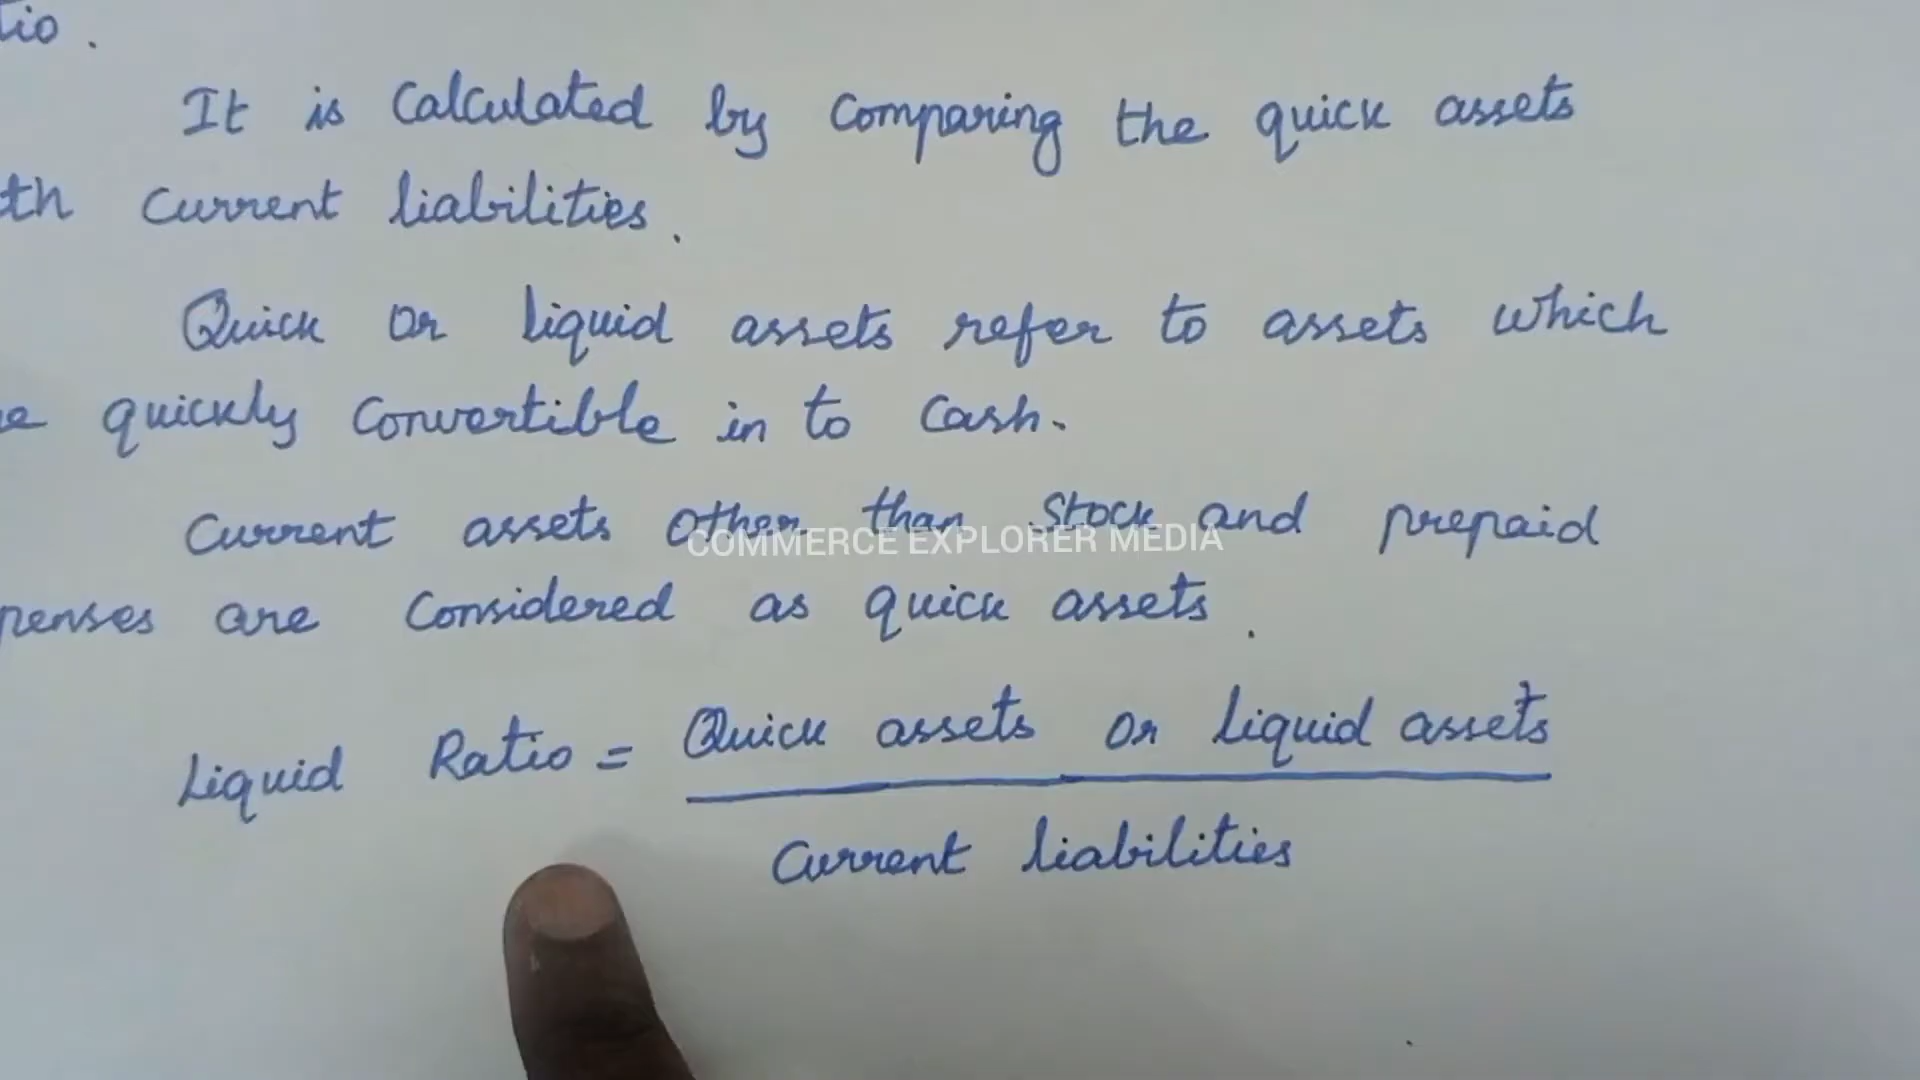 tio.
It is Calculated by Comparing the quick assets
th Current liabilities.
Quick or liquid assets refer to assets which
e quickly Convertible in to Cash.
Current assets other than Stock and prepaid
COMMERCE EXPLORER MEDIA
penses are Considered as quick assets.
Liquid Ratio = Quick assets or Liquid assets
Current liabilities